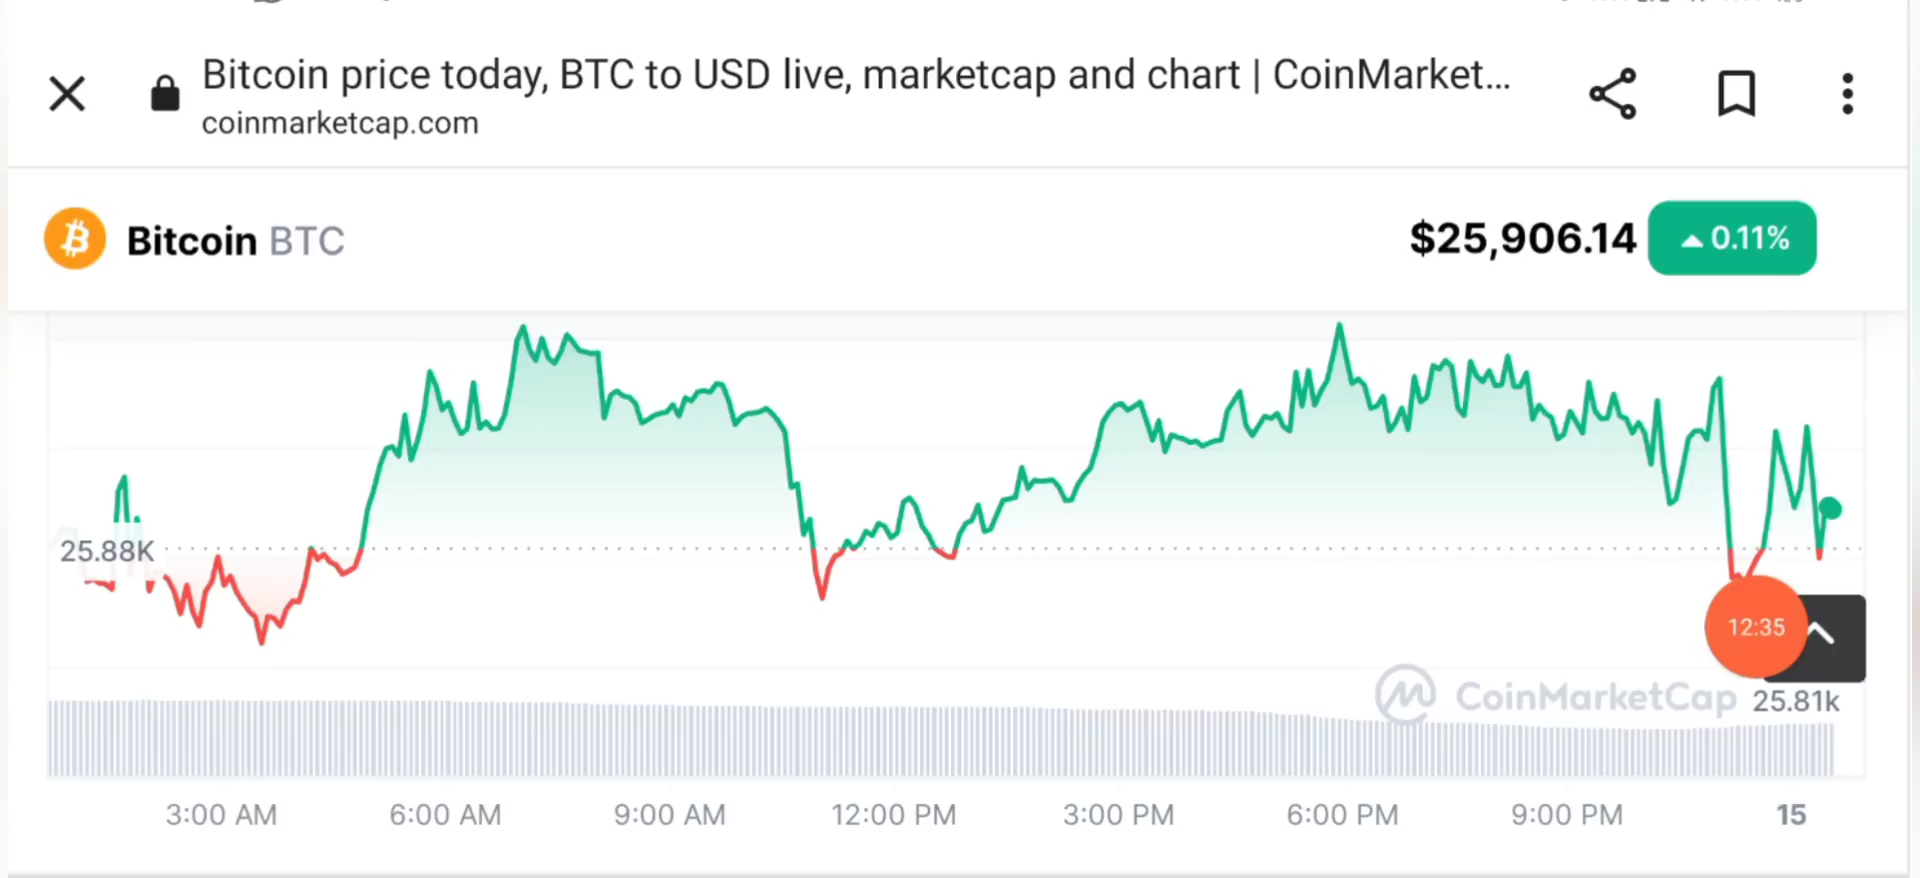 Bitcoin price today, BTC to USD live, marketcap and chart | CoinMarket...
coinmarketcap.com
Bitcoin BTC
$25,906.14 0.11%
25.88K
12:35
CoinMarketCap 25.81k
3:00 AM 6:00 AM 9:00 AM 12:00 PM 3:00 PM 6:00 PM 9:00 PM 15